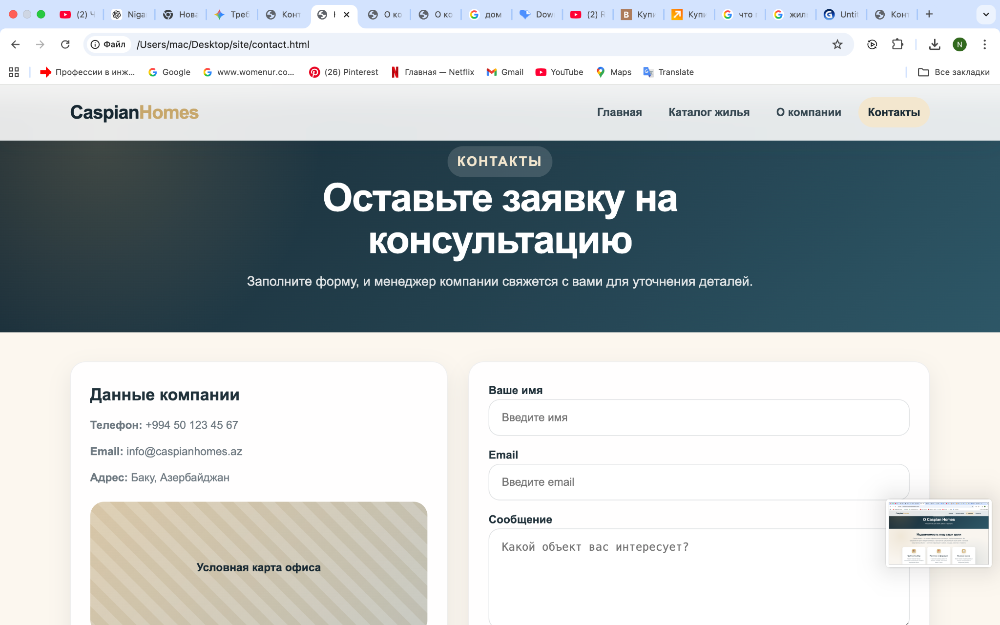 (2)
Niga
Нова
Треб
Конт
О ко
О ко
дом
Dow
(2)
Купи
Купи
что
жил
Untit
Конт
Файл
/Users/mac/Desktop/site/contact.html
N
Профессии в инж...
Google
www.womenur.co...
(26) Pinterest
Главная — Netflix
Gmail
YouTube
Maps
Translate
Все закладки
CaspianHomes
Главная
Каталог жилья
О компании
Контакты
КОНТАКТЫ
Оставьте заявку на
консультацию
Заполните форму, и менеджер компании свяжется с вами для уточнения деталей.
Данные компании
Телефон: +994 50 123 45 67
Email: info@caspianhomes.az
Адрес: Баку, Азербайджан
Условная карта офиса
Ваше имя
Введите имя
Email
Введите email
Сообщение
Какой объект вас интересует?
О Caspian Homes
Недвижимость под ваши цели